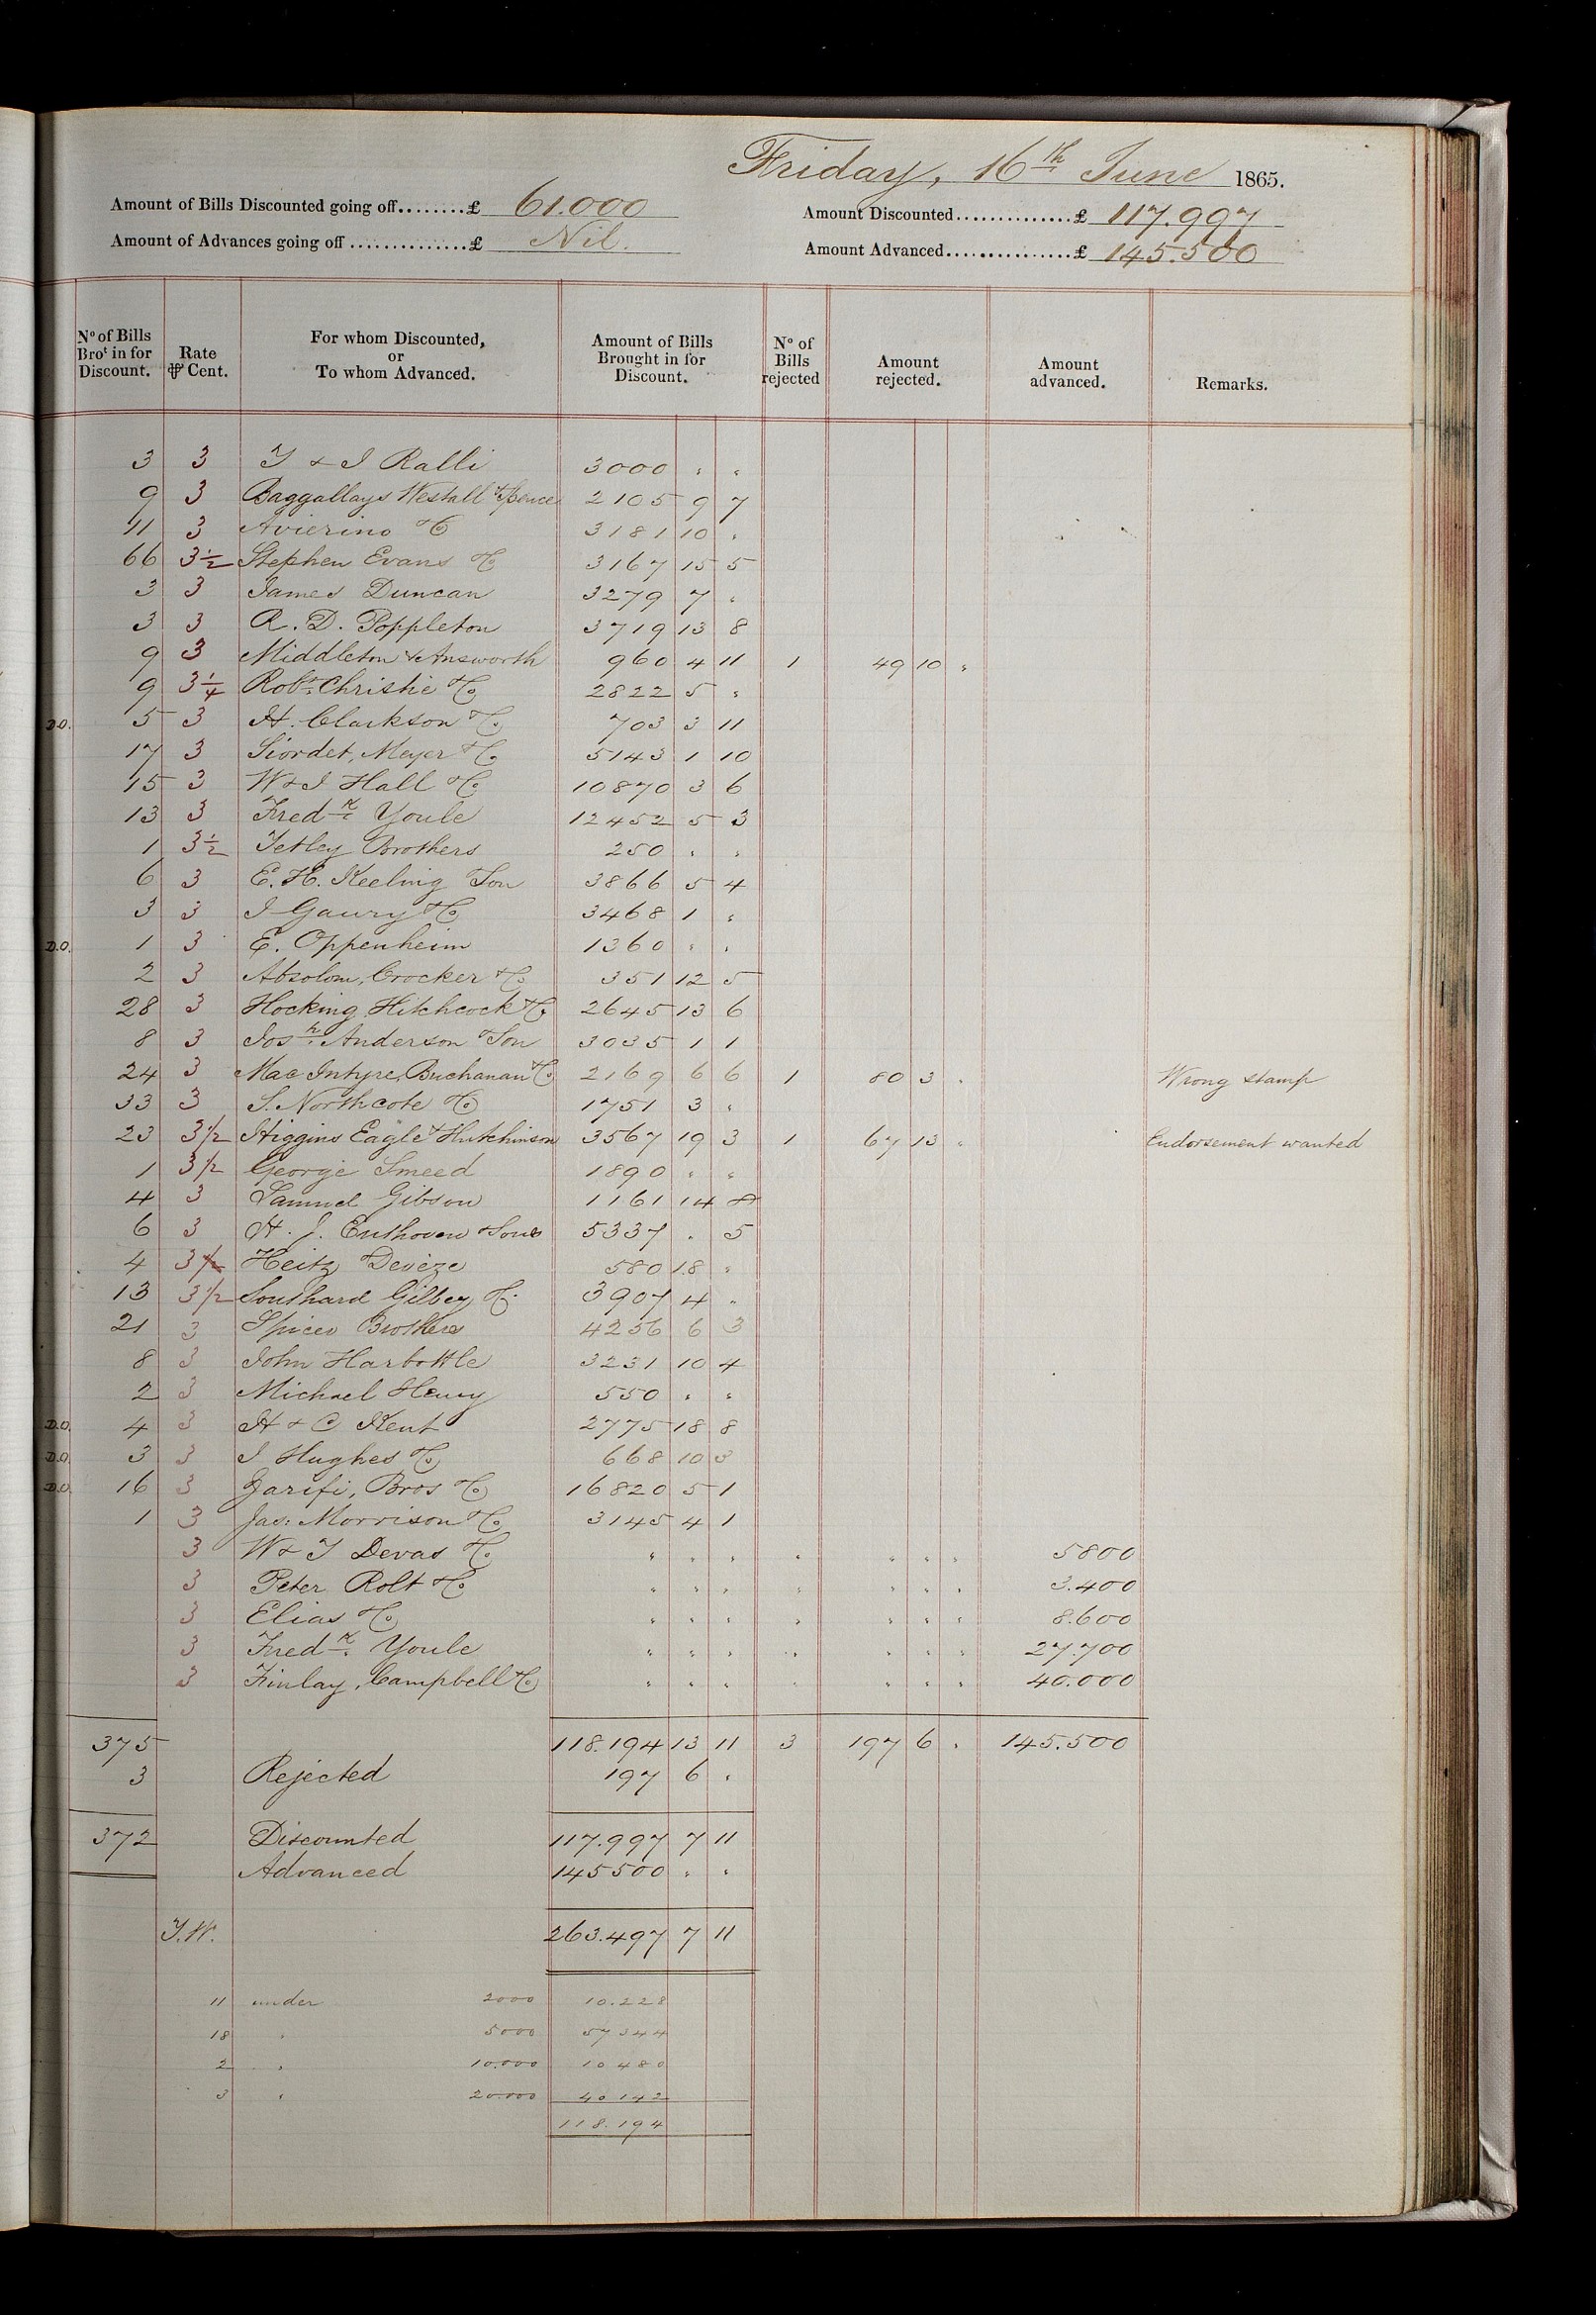 Friday, 16th June 1865.
Amount of Bills Discounted going off........£ 61.000
Amount Discounted..............£ 117.997
Amount of Advances going off...............£ Nil.
Amount Advanced...............£ 145.500
No of Bills Brot in for Discount. Rate ⅌ Cent. For whom Discounted, or To whom Advanced. Amount of Bills Brought in for Discount. No of Bills rejected Amount rejected. Amount advanced. Remarks.
3 3 T & J Ralli 3000 " "
9 3 Baggallays Westall & Spence 2105 9 7
11 3 Avierino & Co 3181 10 "
66 3½ Stephen Evans & Co 3167 15 5
3 3 James Duncan 3279 7 "
3 3 R. D. Poppleton 3719 13 8
9 3 Middleton & Answorth 960 4 11 1 49 10 "
9 3¼ Robt. Christie & Co 2822 5 "
D.O. 5 3 H. Clarkson & Co 703 3 11
17 3 Siordet, Meyer & Co 5143 1 10
15 3 W & J Hall & Co 10870 3 6
13 3 Fredk Youle 12452 5 3
1 3½ Tetley Brothers 250 " "
6 3 E. H. Keeling & Son 3866 5 4
3 3 J Gaury & Co 3468 1 "
D.O. 1 3 E. Oppenheim 1360 " "
2 3 Absolom, Crocker & Co 351 12 5
28 3 Hocking Hitchcock & Co 2645 13 6
8 3 Josh Anderson & Son 3035 1 1
24 3 Mac Intyre, Buchanan & Co 2169 6 6 1 80 3 " Wrong stamp
33 3 S. Northcote & Co 1751 3 "
23 3½ Higgins Eagle & Hutchinson 3567 19 3 1 67 13 " Endorsement wanted
1 3½ George Smeed 1890 " "
4 3 Samuel Gibson 1161 14 8
6 3 H. J. Enthoven & Sons 5337 " 5
4 3½ Heitz & Devèze 580 18 "
13 3½ Southard Gilbey & Co 3907 4 "
21 3 Spicer Brothers 4256 6 3
8 3 John Harbottle 3231 10 4
2 3 Michael Henry 550 " "
D.O. 4 3 H & C Kent 2775 18 8
D.O. 3 3 J Hughes & Co 668 10 3
D.O. 16 3 Zarifi, Bros & Co 16820 5 1
1 3 Jas: Morrison & Co 3145 4 1
3 W & T Devas & Co " " " " " " " 5800
3 Peter Rolt & Co " " " " " " " 3.400
3 Elias & Co " " " " " " " 8.600
3 Fredk. Youle " " " " " " " 27.700
3 Finlay, Campbell & Co " " " " " " " 40.000
375 118.194 13 11 3 197 6 " 145.500
3 Rejected 197 6 "
372 Discounted 117.997 7 11
Advanced 145500 " "
T.W. 263.497 7 11
11 under 2000 10.228
18 " 5000 57344
2 " 10.000 10480
3 " 20.000 40142
118.194